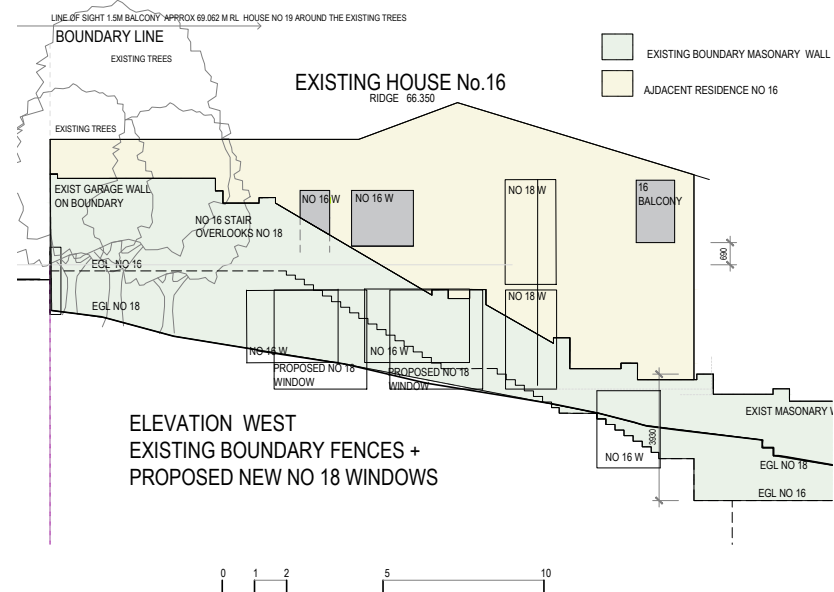 LINE OF SIGHT 1.5M BALCONY APPROX 69.062 M RL HOUSE NO 19 AROUND THE EXISTING TREES
BOUNDARY LINE
EXISTING TREES
EXISTING BOUNDARY MASONARY WALL
EXISTING HOUSE No.16
RIDGE 66.350
AJDACENT RESIDENCE NO 16
EXISTING TREES
EXIST GARAGE WALL
ON BOUNDARY
NO 16 W
NO 16 W
NO 18 W
16
BALCONY
NO 16 STAIR
OVERLOOKS NO 18
690
EGL NO 16
EGL NO 18
NO 18 W
NO 16 W
NO 16 W
PROPOSED NO 18
WINDOW
PROPOSED NO 18
WINDOW
ELEVATION WEST
EXISTING BOUNDARY FENCES +
PROPOSED NEW NO 18 WINDOWS
EXIST MASONARY W
3930
NO 16 W
EGL NO 18
EGL NO 16
0 1 2 5 10